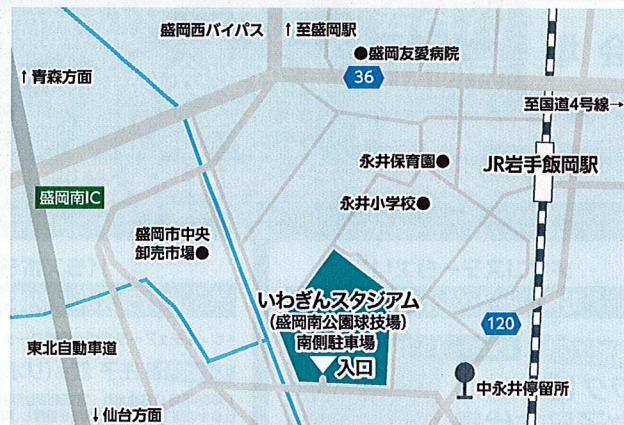 盛岡西バイパス
↑至盛岡駅
●盛岡友愛病院
36
↑青森方面
至国道4号線→
永井保育園●
JR岩手飯岡駅
盛岡南IC
永井小学校●
盛岡市中央
卸売市場●
いわぎんスタジアム
(盛岡南公園球技場)
南側駐車場
入口
120
東北自動車道
中永井停留所
↓仙台方面